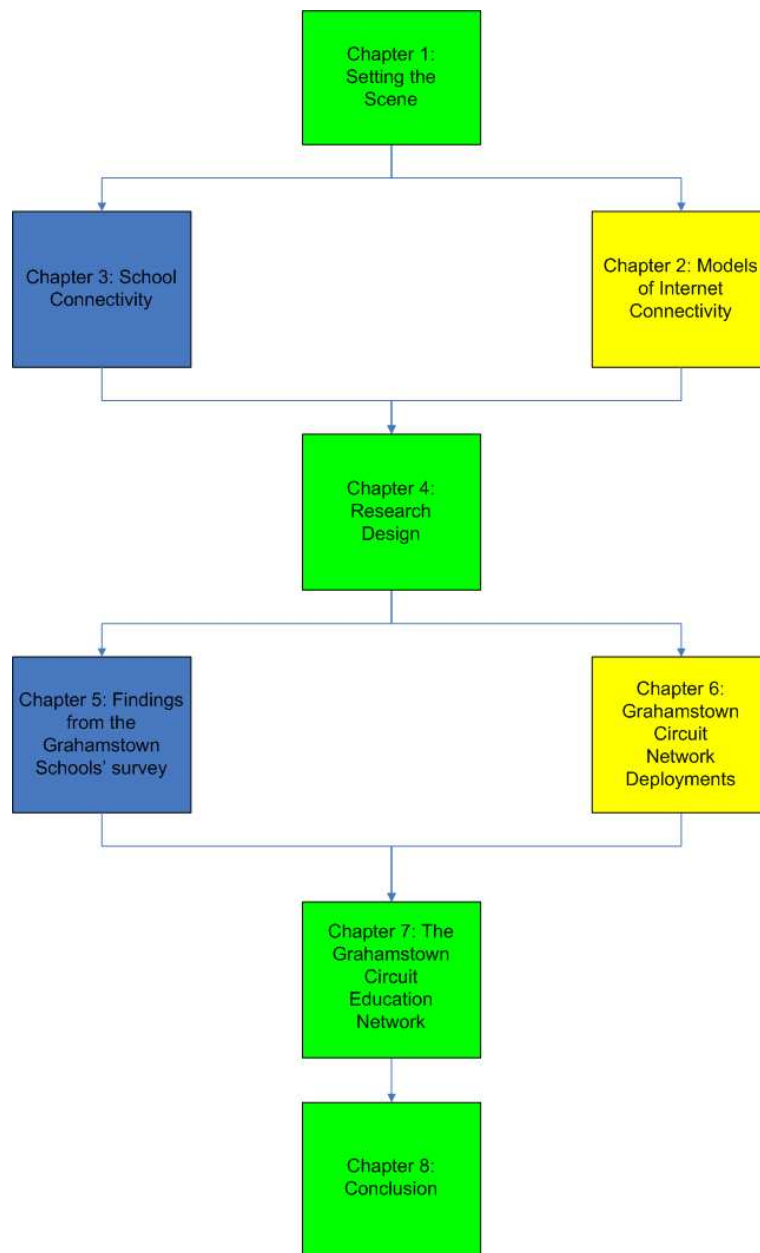 Chapter 1:
Setting the
Scene
Chapter 3: School
Connectivity
Chapter 2: Models
of Internet
Connectivity
Chapter 4:
Research
Design
Chapter 5: Findings
from the
Grahamstown
Schools’ survey
Chapter 6:
Grahamstown
Circuit
Network
Deployments
Chapter 7: The
Grahamstown
Circuit
Education
Network
Chapter 8:
Conclusion